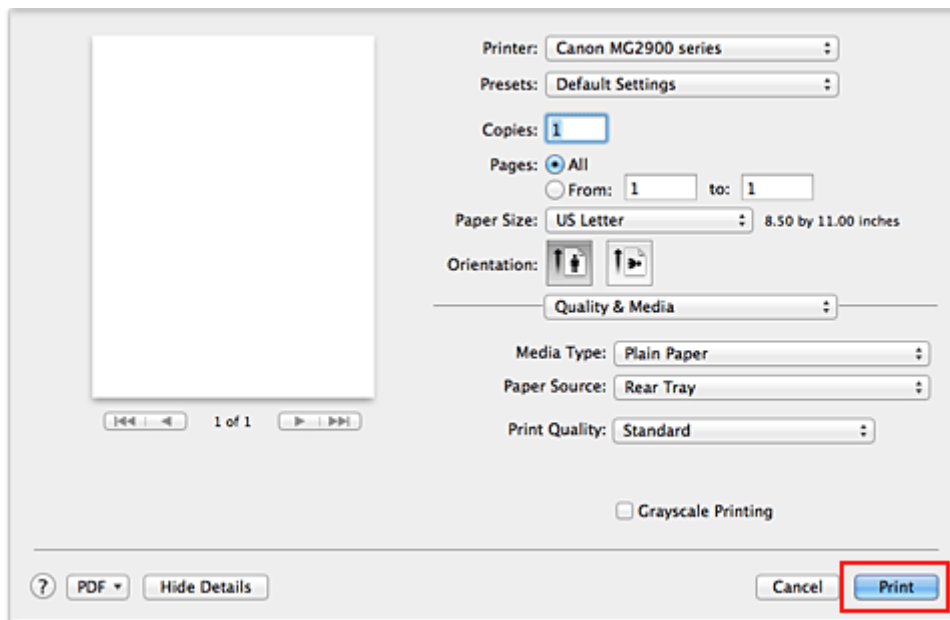 Printer: Canon MG2900 series
Presets: Default Settings
Copies: 1
Pages: All
From: 1 to: 1
Paper Size: US Letter 8.50 by 11.00 inches
Orientation:
Quality & Media
Media Type: Plain Paper
Paper Source: Rear Tray
1 of 1
Print Quality: Standard
Grayscale Printing
? PDF Hide Details Cancel Print